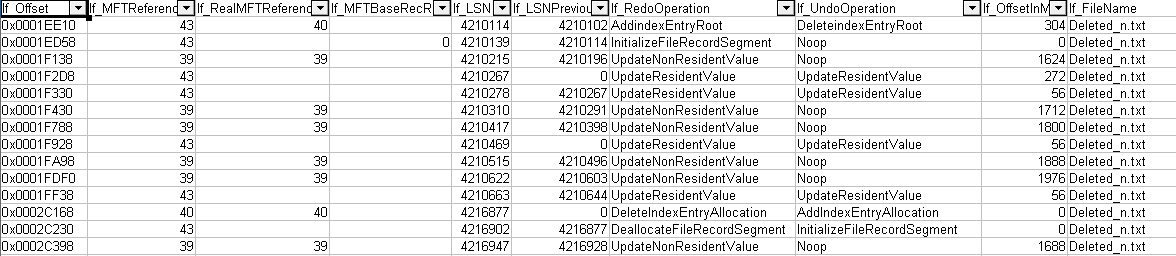 lf_Offset lf_MFTReferenc lf_RealMFTReferenc lf_MFTBaseRecR lf_LSN lf_LSNPreviou lf_RedoOperation lf_UndoOperation lf_OffsetInM lf_FileName
0x0001EE10 43 40 4210114 4210102 AddindexEntryRoot DeleteindexEntryRoot 304 Deleted_n.txt
0x0001ED58 43 0 4210139 4210114 InitializeFileRecordSegment Noop 0 Deleted_n.txt
0x0001F138 39 39 4210215 4210196 UpdateNonResidentValue Noop 1624 Deleted_n.txt
0x0001F2D8 43 4210267 0 UpdateResidentValue UpdateResidentValue 272 Deleted_n.txt
0x0001F330 43 4210278 4210267 UpdateResidentValue UpdateResidentValue 56 Deleted_n.txt
0x0001F430 39 39 4210310 4210291 UpdateNonResidentValue Noop 1712 Deleted_n.txt
0x0001F788 39 39 4210417 4210398 UpdateNonResidentValue Noop 1800 Deleted_n.txt
0x0001F928 43 4210469 0 UpdateResidentValue UpdateResidentValue 56 Deleted_n.txt
0x0001FA98 39 39 4210515 4210496 UpdateNonResidentValue Noop 1888 Deleted_n.txt
0x0001FDF0 39 39 4210622 4210603 UpdateNonResidentValue Noop 1976 Deleted_n.txt
0x0001FF38 43 4210663 4210644 UpdateResidentValue UpdateResidentValue 56 Deleted_n.txt
0x0002C168 40 40 4216877 0 DeleteIndexEntryAllocation AddIndexEntryAllocation 0 Deleted_n.txt
0x0002C230 43 4216902 4216877 DeallocateFileRecordSegment InitializeFileRecordSegment 0 Deleted_n.txt
0x0002C398 39 39 4216947 4216928 UpdateNonResidentValue Noop 1688 Deleted_n.txt